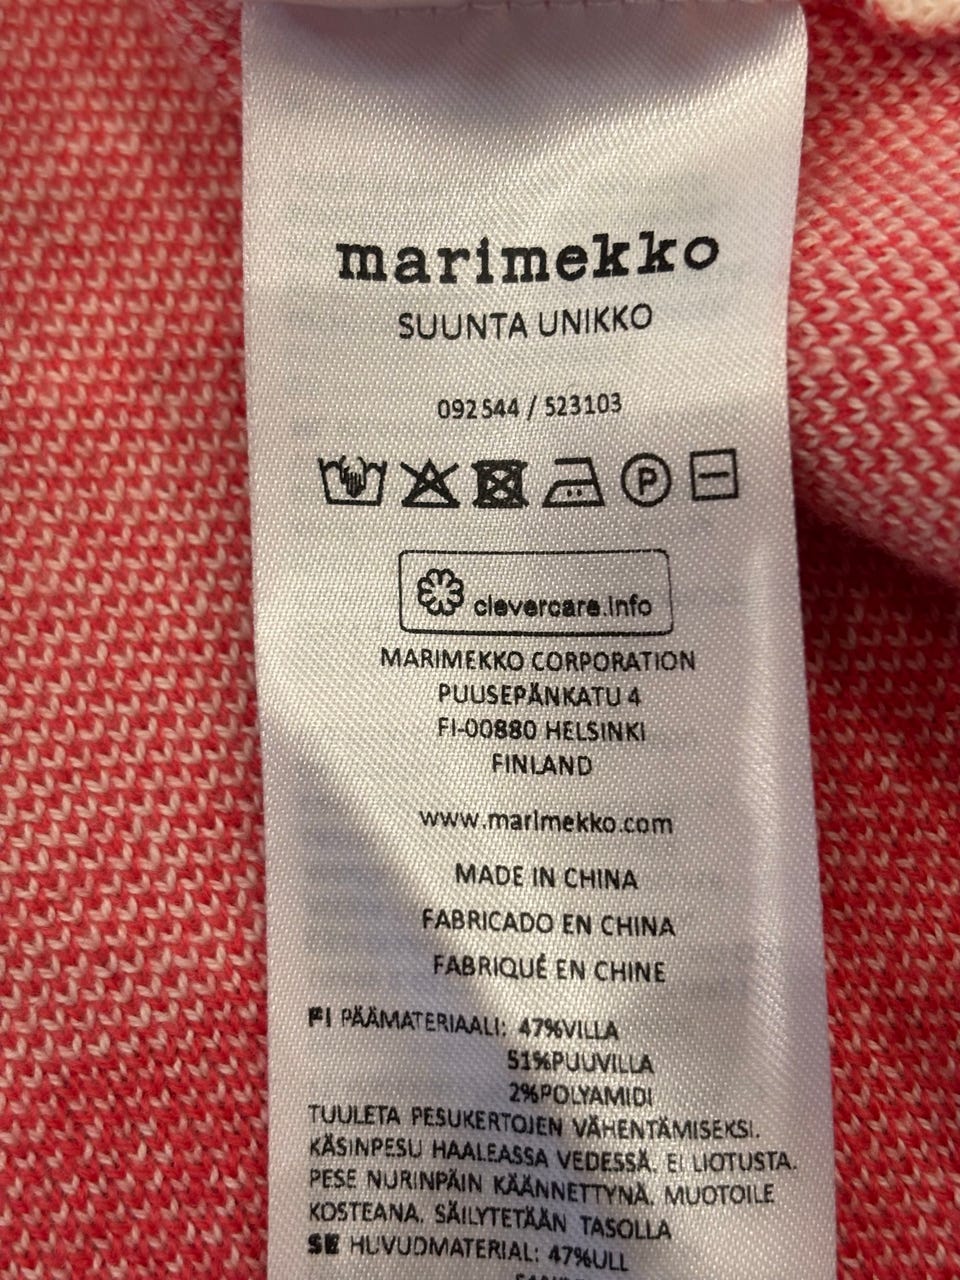 marimekko
SUUNTA UNIKKO
092544 / 523103
P
clevercare.info
MARIMEKKO CORPORATION
PUUSEPÄNKATU 4
FI-00880 HELSINKI
FINLAND
www.marimekko.com
MADE IN CHINA
FABRICADO EN CHINA
FABRIQUÉ EN CHINE
FI PÄÄMATERIAALI: 47%VILLA
51%PUUVILLA
2%POLYAMIDI
TUULETA PESUKERTOJEN VÄHENTÄMISEKSI.
KÄSINPESU HAALEASSA VEDESSÄ. EI LIOTUSTA.
PESE NURINPÄIN KÄÄNNETTYNÄ. MUOTOILE
KOSTEANA. SÄILYTETÄÄN TASOLLA
SE HUVUDMATERIAL: 47%ULL